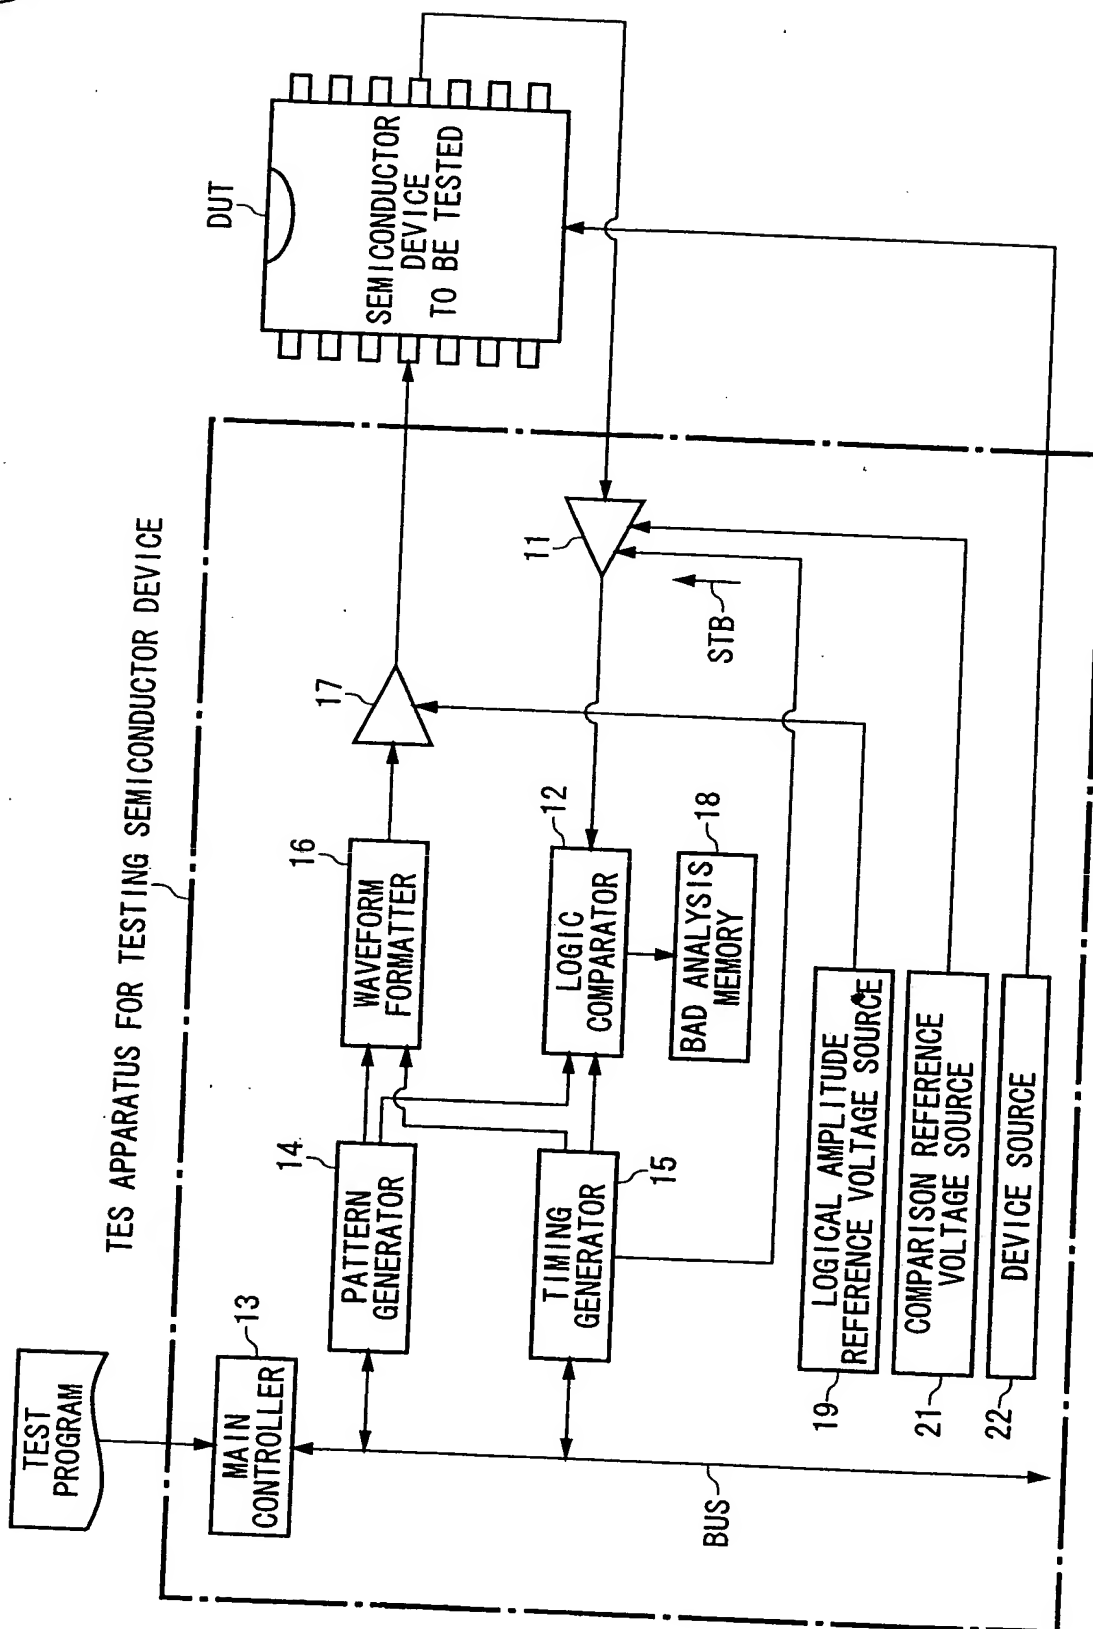 TES APPARATUS FOR TESTING SEMICONDUCTOR DEVICE
TEST
PROGRAM
13
MAIN
CONTROLLER
14
PATTERN
GENERATOR
16
WAVEFORM
FORMATTER
17
DUT
SEMICONDUCTOR
DEVICE
TO BE TESTED
15
TIMING
GENERATOR
12
LOGIC
COMPARATOR
11
STB
18
BAD ANALYSIS
MEMORY
BUS
19
LOGICAL AMPLITUDE
REFERENCE VOLTAGE SOURCE
21
COMPARISON REFERENCE
VOLTAGE SOURCE
22
DEVICE SOURCE